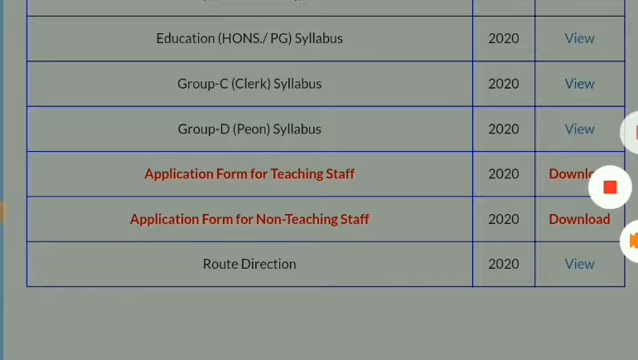 Education (HONS./ PG) Syllabus 2020 View
Group-C (Clerk) Syllabus 2020 View
Group-D (Peon) Syllabus 2020 View
Application Form for Teaching Staff 2020
Application Form for Non-Teaching Staff 2020 Download
Route Direction 2020 View